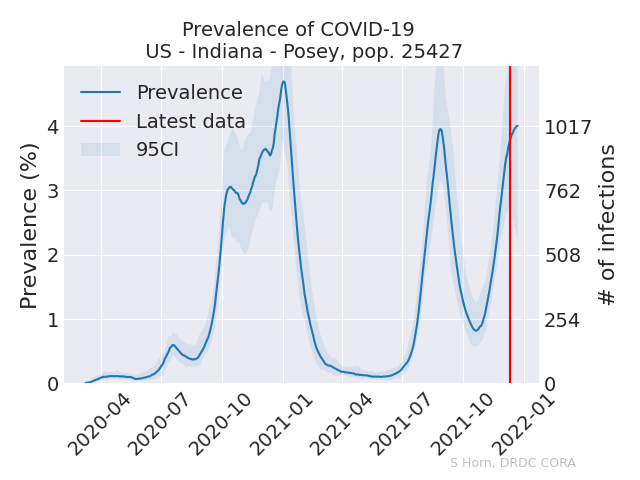 Prevalence of COVID-19
US - Indiana - Posey, pop. 25427
Prevalence
Latest data
95CI
Prevalence (%)
4
3
2
1
0
1017
762
508
254
0
# of infections
2020-04
2020-07
2020-10
2021-01
2021-04
2021-07
2021-10
2022-01
S Horn, DRDC CORA